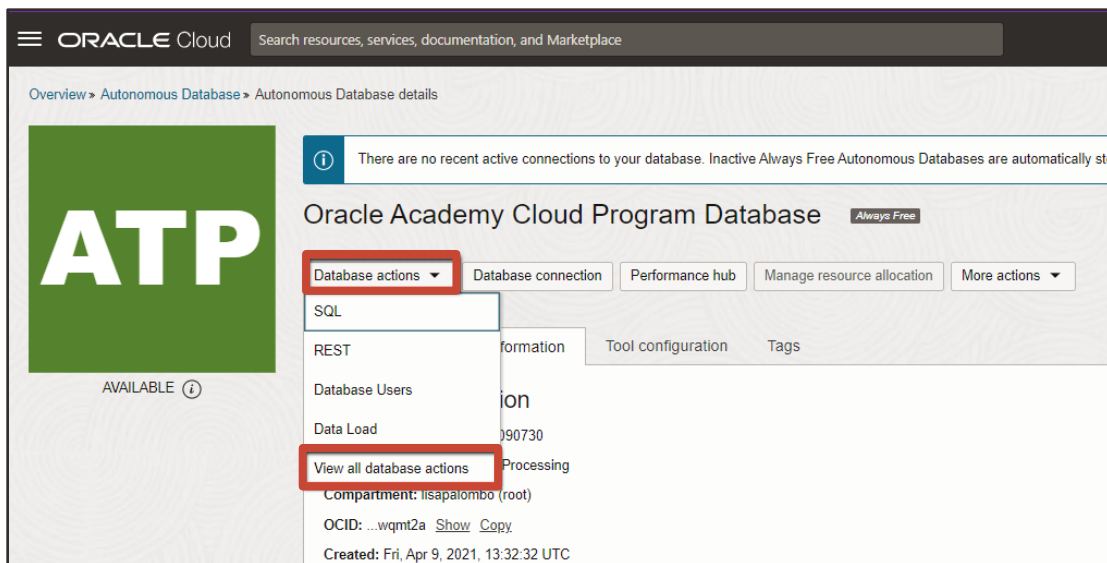 ORACLE Cloud
Search resources, services, documentation, and Marketplace
Overview » Autonomous Database » Autonomous Database details
ATP
AVAILABLE
There are no recent active connections to your database. Inactive Always Free Autonomous Databases are automatically
Oracle Academy Cloud Program Database
Always Free
Database actions
Database connection
Performance hub
Manage resource allocation
More actions
SQL
REST
Database Users
Data Load
View all database actions
formation
Tool configuration
Tags
ion
090730
Processing
Compartment: lisapalombo (root)
OCID: ...wqmt2a Show Copy
Created: Fri, Apr 9, 2021, 13:32:32 UTC